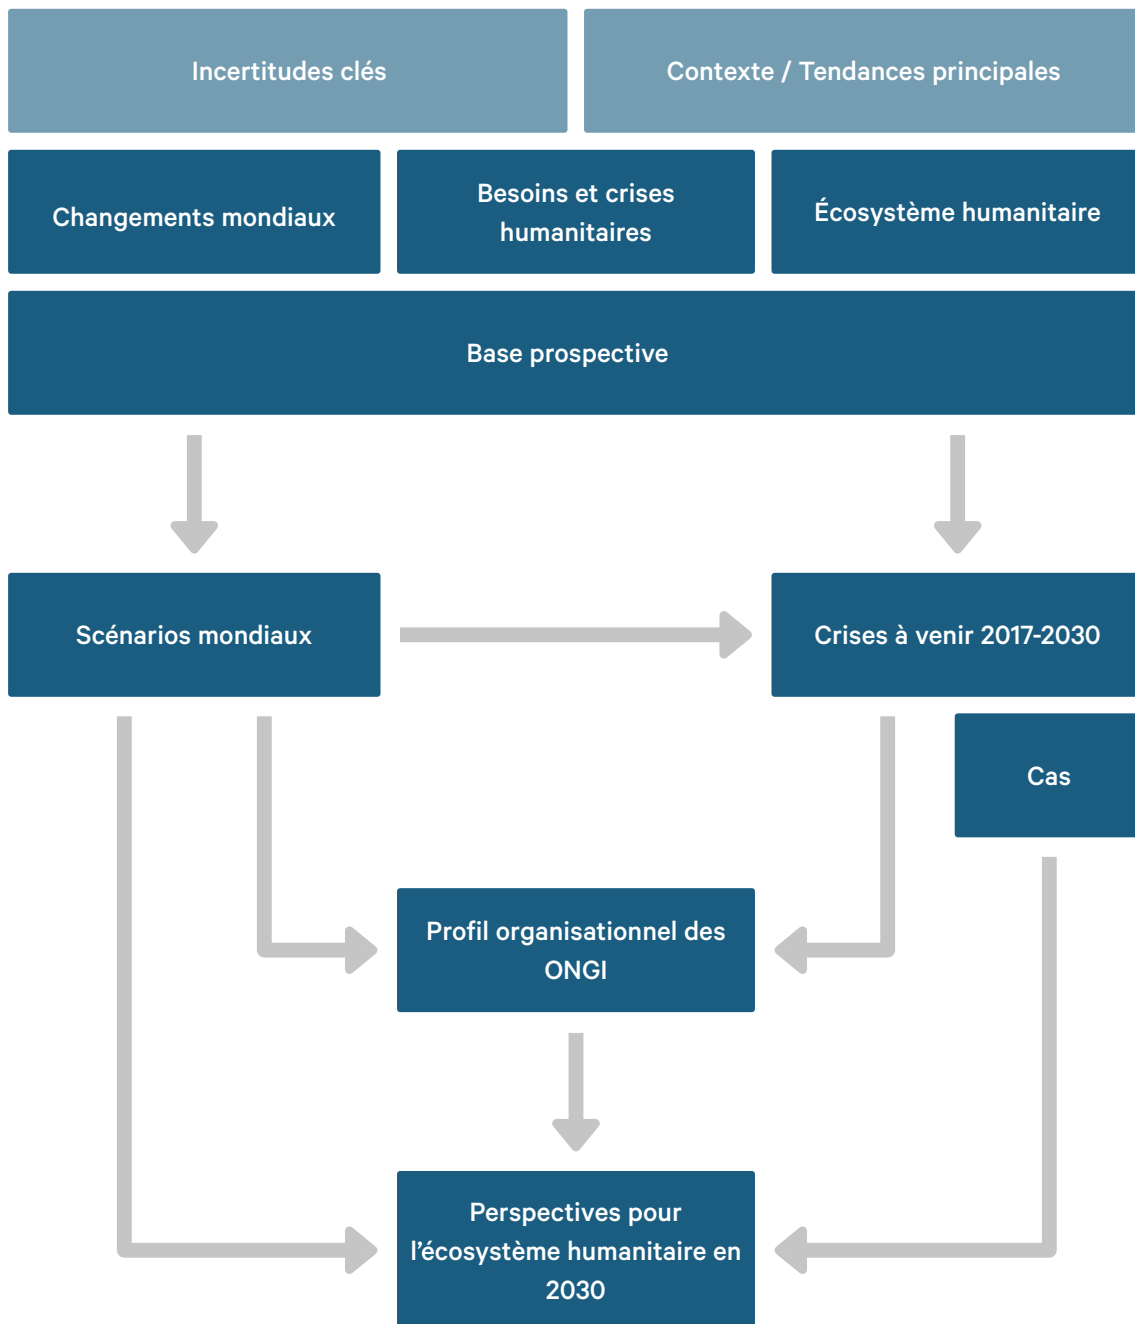 Incertitudes clés
Contexte / Tendances principales
Changements mondiaux
Besoins et crises
humanitaires
Écosystème humanitaire
Base prospective
Scénarios mondiaux
Crises à venir 2017-2030
Cas
Profil organisationnel des
ONGI
Perspectives pour
l’écosystème humanitaire en
2030